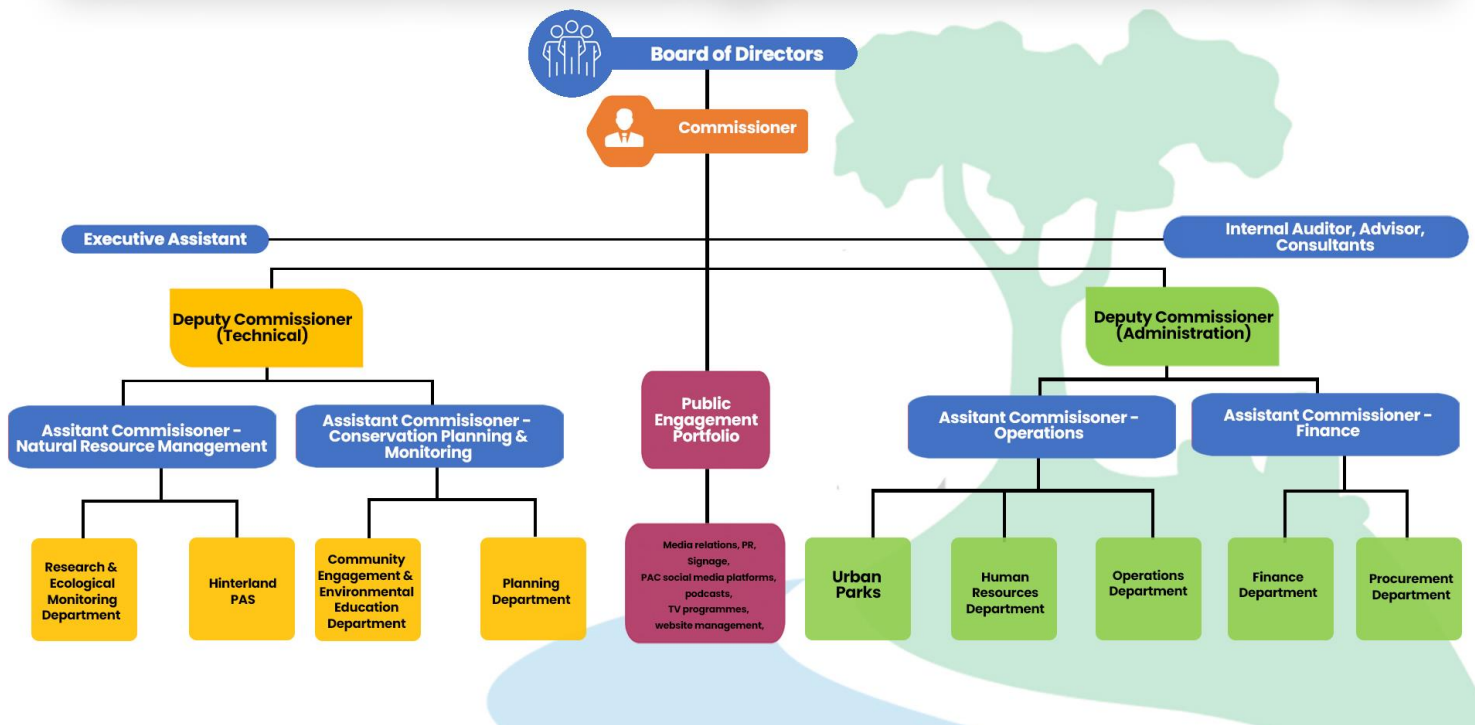 Board of Directors
Commissioner
Executive Assistant
Internal Auditor, Advisor,
Consultants
Deputy Commissioner
(Technical)
Deputy Commissioner
(Administration)
Assitant Commisisoner -
Natural Resource Management
Assistant Commisisoner -
Conservation Planning &
Monitoring
Public
Engagement
Portfolio
Assitant Commisisoner -
Operations
Assistant Commissioner -
Finance
Research &
Ecological
Monitoring
Department
Hinterland
PAS
Community
Engagement &
Environmental
Education
Department
Planning
Department
Media relations, PR,
Signage,
PAC social media platforms,
podcasts,
TV programmes,
website management,
Urban
Parks
Human
Resources
Department
Operations
Department
Finance
Department
Procurement
Department